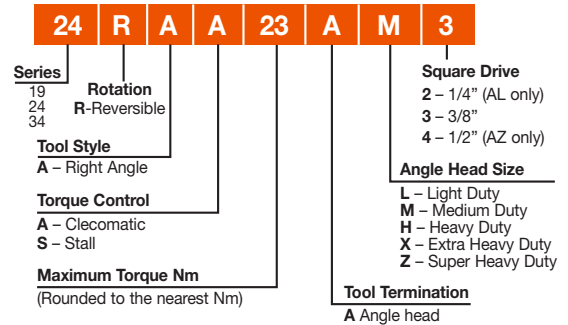 24 R A A 23 A M 3
Series
19
24
34
Rotation
R-Reversible
Tool Style
A – Right Angle
Torque Control
A – Clecomatic
S – Stall
Maximum Torque Nm
(Rounded to the nearest Nm)
Square Drive
2 – 1/4” (AL only)
3 – 3/8”
4 – 1/2” (AZ only)
Angle Head Size
L – Light Duty
M – Medium Duty
H – Heavy Duty
X – Extra Heavy Duty
Z – Super Heavy Duty
Tool Termination
A Angle head